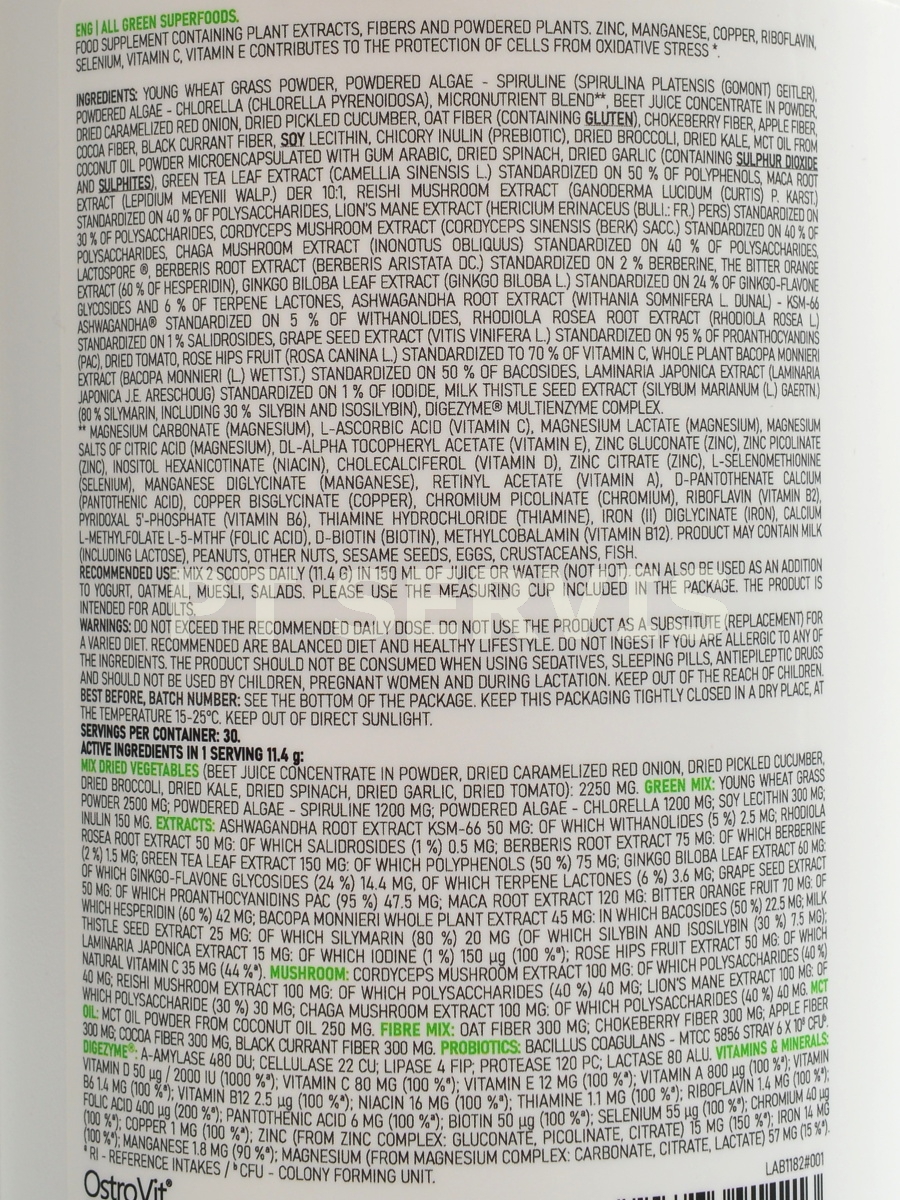 ENG | ALL GREEN SUPERFOODS.
FOOD SUPPLEMENT CONTAINING PLANT EXTRACTS, FIBERS AND POWDERED PLANTS. ZINC, MANGANESE, COPPER, RIBOFLAVIN,
SELENIUM, VITAMIN C, VITAMIN E CONTRIBUTES TO THE PROTECTION OF CELLS FROM OXIDATIVE STRESS *.
INGREDIENTS: YOUNG WHEAT GRASS POWDER, POWDERED ALGAE - SPIRULINE (SPIRULINA PLATENSIS (GOMONT) GEITLER),
POWDERED ALGAE - CHLORELLA (CHLORELLA PYRENOIDOSA), MICRONUTRIENT BLEND**, BEET JUICE CONCENTRATE IN POWDER,
DRIED CARAMELIZED RED ONION, DRIED PICKLED CUCUMBER, OAT FIBER (CONTAINING GLUTEN), CHOKEBERRY FIBER, APPLE FIBER,
COCOA FIBER, BLACK CURRANT FIBER, SOY LECITHIN, CHICORY INULIN (PREBIOTIC), DRIED BROCCOLI, DRIED KALE, MCT OIL FROM
COCONUT OIL POWDER MICROENCAPSULATED WITH GUM ARABIC, DRIED SPINACH, DRIED GARLIC (CONTAINING SULPHUR DIOXIDE
AND SULPHITES), GREEN TEA LEAF EXTRACT (CAMELLIA SINENSIS L.) STANDARDIZED ON 50 % OF POLYPHENOLS, MACA ROOT
EXTRACT (LEPIDIUM MEYENII WALP.) DER 10:1, REISHI MUSHROOM EXTRACT (GANODERMA LUCIDUM (CURTIS) P. KARST.)
STANDARDIZED ON 40 % OF POLYSACCHARIDES, LION'S MANE EXTRACT (HERICIUM ERINACEUS (BULL.: FR.) PERS) STANDARDIZED ON
30 % OF POLYSACCHARIDES, CORDYCEPS MUSHROOM EXTRACT (CORDYCEPS SINENSIS (BERK) SACC.) STANDARDIZED ON 40 % OF
POLYSACCHARIDES, CHAGA MUSHROOM EXTRACT (INONOTUS OBLIQUUS) STANDARDIZED ON 40 % OF POLYSACCHARIDES,
LACTOSPORE ®, BERBERIS ROOT EXTRACT (BERBERIS ARISTATA DC.) STANDARDIZED ON 2 % BERBERINE, THE BITTER ORANGE
EXTRACT (60 % OF HESPERIDIN), GINKGO BILOBA LEAF EXTRACT (GINKGO BILOBA L.) STANDARDIZED ON 24 % OF GINKGO-FLAVONE
GLYCOSIDES AND 6 % OF TERPENE LACTONES, ASHWAGANDHA ROOT EXTRACT (WITHANIA SOMNIFERA L. DUNAL) - KSM-66
ASHWAGANDHA® STANDARDIZED ON 5 % OF WITHANOLIDES, RHODIOLA ROSEA ROOT EXTRACT (RHODIOLA ROSEA L.)
STANDARDIZED ON 1 % SALIDROSIDES, GRAPE SEED EXTRACT (VITIS VINIFERA L.) STANDARDIZED ON 95 % OF PROANTHOCYANDINS
(PAC), DRIED TOMATO, ROSE HIPS FRUIT (ROSA CANINA L.) STANDARDIZED TO 70 % OF VITAMIN C, WHOLE PLANT BACOPA MONNIERI
EXTRACT (BACOPA MONNIERI (L.) WETTST.) STANDARDIZED ON 50 % OF BACOSIDES, LAMINARIA JAPONICA EXTRACT (LAMINARIA
JAPONICA J.E. ARESCHOUG) STANDARDIZED ON 1 % OF IODIDE, MILK THISTLE SEED EXTRACT (SILYBUM MARIANUM (L.) GAERTN.)
(80 % SILYMARIN, INCLUDING 30 % SILYBIN AND ISOSILYBIN), DIGEZYME® MULTIENZYME COMPLEX.
** MAGNESIUM CARBONATE (MAGNESIUM), L-ASCORBIC ACID (VITAMIN C), MAGNESIUM LACTATE (MAGNESIUM), MAGNESIUM
SALTS OF CITRIC ACID (MAGNESIUM), DL-ALPHA TOCOPHERYL ACETATE (VITAMIN E), ZINC GLUCONATE (ZINC), ZINC PICOLINATE
(ZINC), INOSITOL HEXANICOTINATE (NIACIN), CHOLECALCIFEROL (VITAMIN D), ZINC CITRATE (ZINC), L-SELENOMETHIONINE
(SELENIUM), MANGANESE DIGLYCINATE (MANGANESE), RETINYL ACETATE (VITAMIN A), D-PANTOTHENATE CALCIUM
(PANTOTHENIC ACID), COPPER BISGLYCINATE (COPPER), CHROMIUM PICOLINATE (CHROMIUM), RIBOFLAVIN (VITAMIN B2),
PYRIDOXAL 5'-PHOSPHATE (VITAMIN B6), THIAMINE HYDROCHLORIDE (THIAMINE), IRON (II) DIGLYCINATE (IRON), CALCIUM
L-METHYLFOLATE L-5-MTHF (FOLIC ACID), D-BIOTIN (BIOTIN), METHYLCOBALAMIN (VITAMIN B12). PRODUCT MAY CONTAIN MILK
(INCLUDING LACTOSE), PEANUTS, OTHER NUTS, SESAME SEEDS, EGGS, CRUSTACEANS, FISH.
RECOMMENDED USE: MIX 2 SCOOPS DAILY (11.4 G) IN 150 ML OF JUICE OR WATER (NOT HOT). CAN ALSO BE USED AS AN ADDITION
TO YOGURT, OATMEAL, MUESLI, SALADS. PLEASE USE THE MEASURING CUP INCLUDED IN THE PACKAGE. THE PRODUCT IS
INTENDED FOR ADULTS.
PT SERVIS
WARNINGS: DO NOT EXCEED THE RECOMMENDED DAILY DOSE. DO NOT USE THE PRODUCT AS A SUBSTITUTE (REPLACEMENT) FOR
A VARIED DIET. RECOMMENDED ARE BALANCED DIET AND HEALTHY LIFESTYLE. DO NOT INGEST IF YOU ARE ALLERGIC TO ANY OF
THE INGREDIENTS. THE PRODUCT SHOULD NOT BE CONSUMED WHEN USING SEDATIVES, SLEEPING PILLS, ANTIEPILEPTIC DRUGS
AND SHOULD NOT BE USED BY CHILDREN, PREGNANT WOMEN AND DURING LACTATION. KEEP OUT OF THE REACH OF CHILDREN.
BEST BEFORE, BATCH NUMBER: SEE THE BOTTOM OF THE PACKAGE. KEEP THIS PACKAGING TIGHTLY CLOSED IN A DRY PLACE, AT
THE TEMPERATURE 15-25°C. KEEP OUT OF DIRECT SUNLIGHT.
SERVINGS PER CONTAINER: 30.
ACTIVE INGREDIENTS IN 1 SERVING 11.4 g:
MIX DRIED VEGETABLES (BEET JUICE CONCENTRATE IN POWDER, DRIED CARAMELIZED RED ONION, DRIED PICKLED CUCUMBER,
DRIED BROCCOLI, DRIED KALE, DRIED SPINACH, DRIED GARLIC, DRIED TOMATO): 2250 MG. GREEN MIX: YOUNG WHEAT GRASS
POWDER 2500 MG; POWDERED ALGAE - SPIRULINE 1200 MG; POWDERED ALGAE - CHLORELLA 1200 MG; SOY LECITHIN 300 MG;
INULIN 150 MG. EXTRACTS: ASHWAGANDHA ROOT EXTRACT KSM-66 50 MG: OF WHICH WITHANOLIDES (5 %) 2.5 MG; RHODIOLA
ROSEA ROOT EXTRACT 50 MG: OF WHICH SALIDROSIDES (1 %) 0.5 MG; BERBERIS ROOT EXTRACT 75 MG: OF WHICH BERBERINE
(2 %) 1.5 MG; GREEN TEA LEAF EXTRACT 150 MG: OF WHICH POLYPHENOLS (50 %) 75 MG; GINKGO BILOBA LEAF EXTRACT 60 MG:
OF WHICH GINKGO-FLAVONE GLYCOSIDES (24 %) 14.4 MG, OF WHICH TERPENE LACTONES (6 %) 3.6 MG; GRAPE SEED EXTRACT
50 MG: OF WHICH PROANTHOCYANIDINS PAC (95 %) 47.5 MG; MACA ROOT EXTRACT 120 MG: BITTER ORANGE FRUIT 70 MG: OF
WHICH HESPERIDIN (60 %) 42 MG; BACOPA MONNIERI WHOLE PLANT EXTRACT 45 MG: IN WHICH BACOSIDES (50 %) 22.5 MG; MILK
THISTLE SEED EXTRACT 25 MG: OF WHICH SILYMARIN (80 %) 20 MG (OF WHICH SILYBIN AND ISOSILYBIN (30 %) 7.5 MG);
LAMINARIA JAPONICA EXTRACT 15 MG: OF WHICH IODINE (1 %) 150 µg (100 %ª); ROSE HIPS FRUIT EXTRACT 50 MG: OF WHICH
NATURAL VITAMIN C 35 MG (44 %ª). MUSHROOM: CORDYCEPS MUSHROOM EXTRACT 100 MG: OF WHICH POLYSACCHARIDES (40 %)
40 MG; REISHI MUSHROOM EXTRACT 100 MG: OF WHICH POLYSACCHARIDES (40 %) 40 MG; LION'S MANE EXTRACT 100 MG: OF
WHICH POLYSACCHARIDE (30 %) 30 MG; CHAGA MUSHROOM EXTRACT 100 MG: OF WHICH POLYSACCHARIDES (40 %) 40 MG. MCT
OIL: MCT OIL POWDER FROM COCONUT OIL 250 MG. FIBRE MIX: OAT FIBER 300 MG; CHOKEBERRY FIBER 300 MG; APPLE FIBER
300 MG; COCOA FIBER 300 MG, BLACK CURRANT FIBER 300 MG. PROBIOTICS: BACILLUS COAGULANS - MTCC 5856 STRAY 6 X 10⁸ CFUᵇ.
DIGEZYME®: A-AMYLASE 480 DU; CELLULASE 22 CU; LIPASE 4 FIP; PROTEASE 120 PC; LACTASE 80 ALU. VITAMINS & MINERALS:
VITAMIN D 50 µg / 2000 IU (1000 %ª); VITAMIN C 80 MG (100 %ª); VITAMIN E 12 MG (100 %ª); VITAMIN A 800 µg (100 %ª); VITAMIN
B6 1.4 MG (100 %ª); VITAMIN B12 2.5 µg (100 %ª); NIACIN 16 MG (100 %ª); THIAMINE 1.1 MG (100 %ª); RIBOFLAVIN 1.4 MG (100 %ª);
FOLIC ACID 400 µg (200 %ª); PANTOTHENIC ACID 6 MG (100 %ª); BIOTIN 50 µg (100 %ª); SELENIUM 55 µg (100 %ª); CHROMIUM 40 µg
(100 %ª); COPPER 1 MG (100 %ª); ZINC (FROM ZINC COMPLEX: GLUCONATE, PICOLINATE, CITRATE) 15 MG (150 %ª); IRON 14 MG
(100 %ª); MANGANESE 1.8 MG (90 %ª); MAGNESIUM (FROM MAGNESIUM COMPLEX: CARBONATE, CITRATE, LACTATE) 57 MG (15 %ª).
ª RI - REFERENCE INTAKES / ᵇ CFU - COLONY FORMING UNIT.
LAB1182#001
OstroVit®